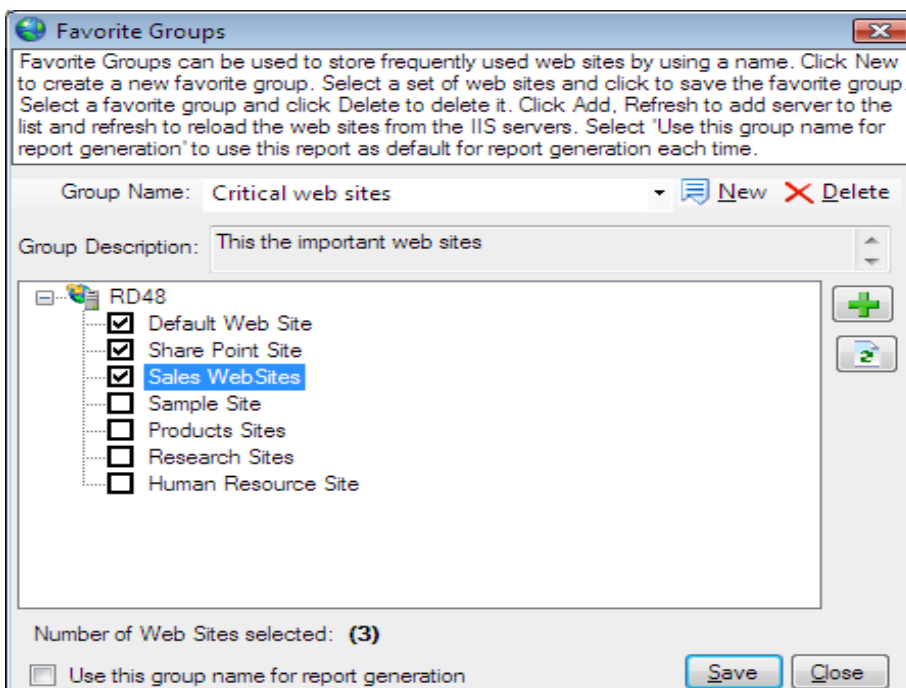 Favorite Groups
Favorite Groups can be used to store frequently used web sites by using a name. Click New
to create a new favorite group. Select a set of web sites and click to save the favorite group.
Select a favorite group and click Delete to delete it. Click Add, Refresh to add server to the
list and refresh to reload the web sites from the IIS servers. Select "Use this group name for
report generation" to use this report as default for report generation each time.
Group Name: Critical web sites New Delete
Group Description: This the important web sites
RD48
Default Web Site
Share Point Site
Sales WebSites
Sample Site
Products Sites
Research Sites
Human Resource Site
Number of Web Sites selected: (3)
Use this group name for report generation Save Close